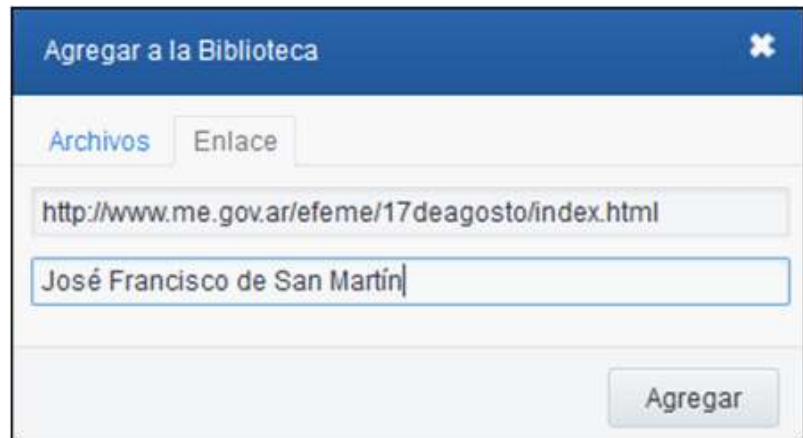 Agregar a la Biblioteca
Archivos Enlace
http://www.me.gov.ar/efeme/17deagosto/index.html
José Francisco de San Martín
Agregar